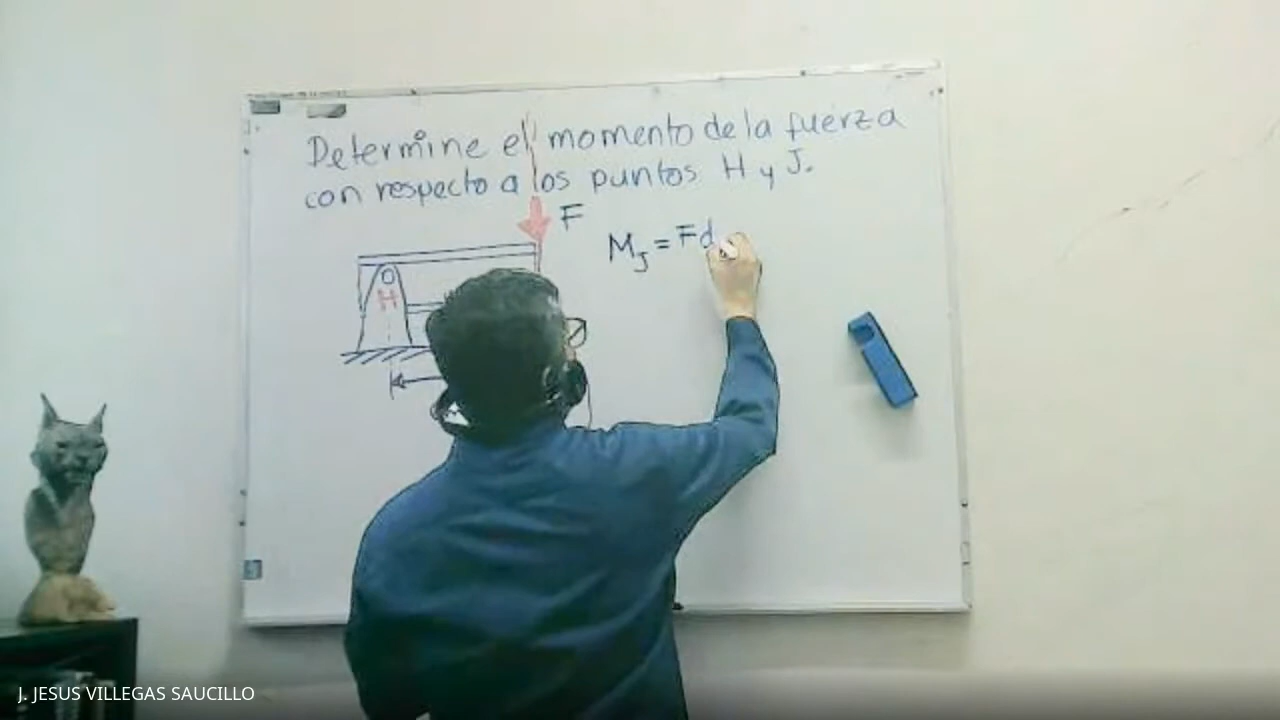 Determine el momento de la fuerza
con respecto a los puntos H y J.
F
M_J = Fd
H
J. JESUS VILLEGAS SAUCILLO